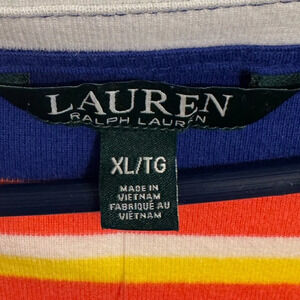 LAUREN
RALPH LAUREN
XL/TG
MADE IN
VIETNAM
FABRIQUÉ AU
VIETNAM